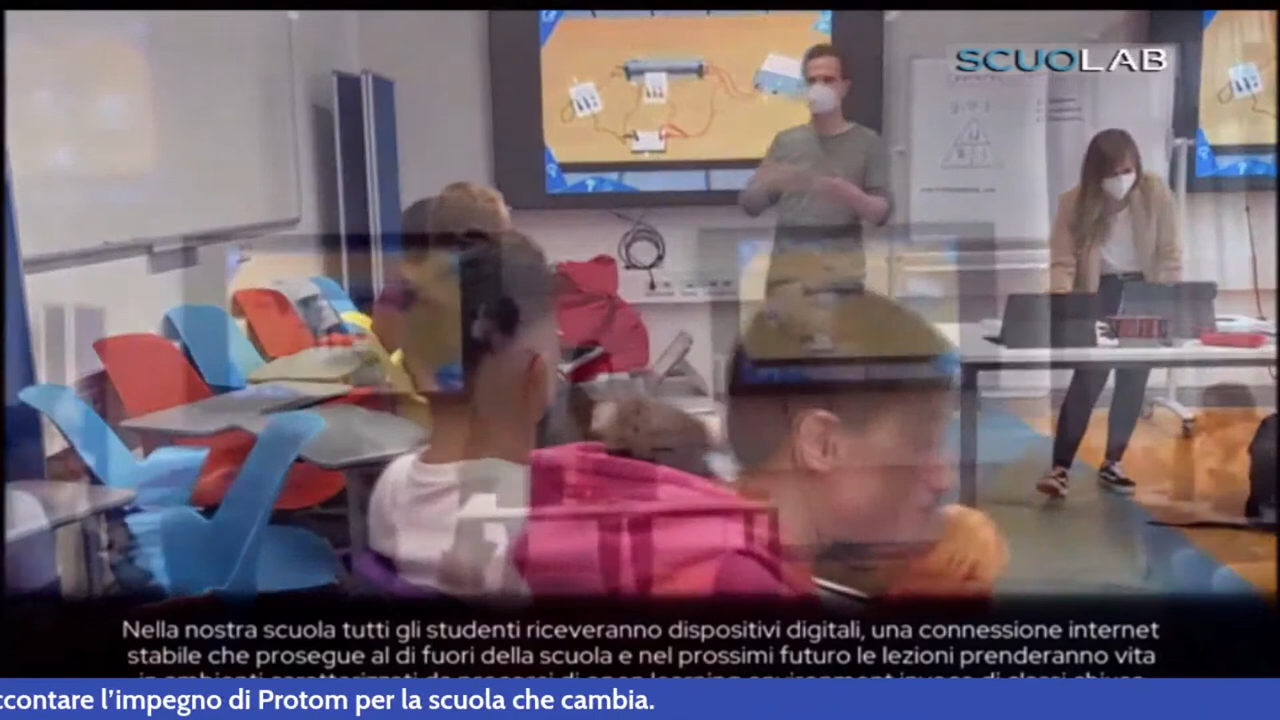 SCUOLAB
Nella nostra scuola tutti gli studenti riceveranno dispositivi digitali, una connessione internet
stabile che prosegue al di fuori della scuola e nel prossimi futuro le lezioni prenderanno vita
ccontare l'impegno di Protom per la scuola che cambia.